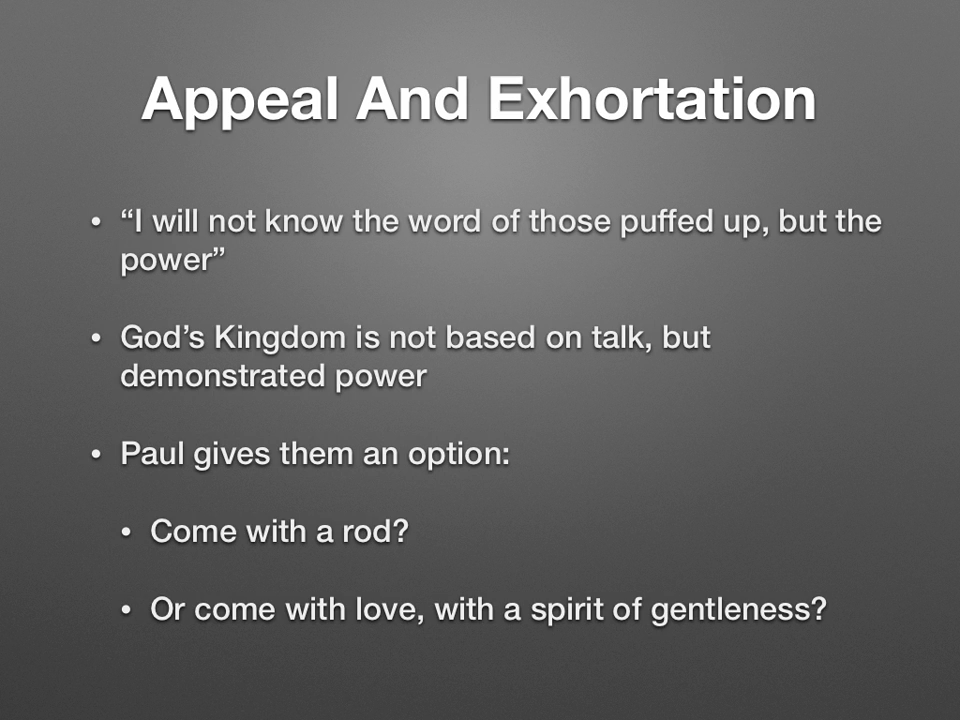 Appeal And Exhortation
• “I will not know the word of those puffed up, but the
power”
• God’s Kingdom is not based on talk, but
demonstrated power
• Paul gives them an option:
• Come with a rod?
• Or come with love, with a spirit of gentleness?